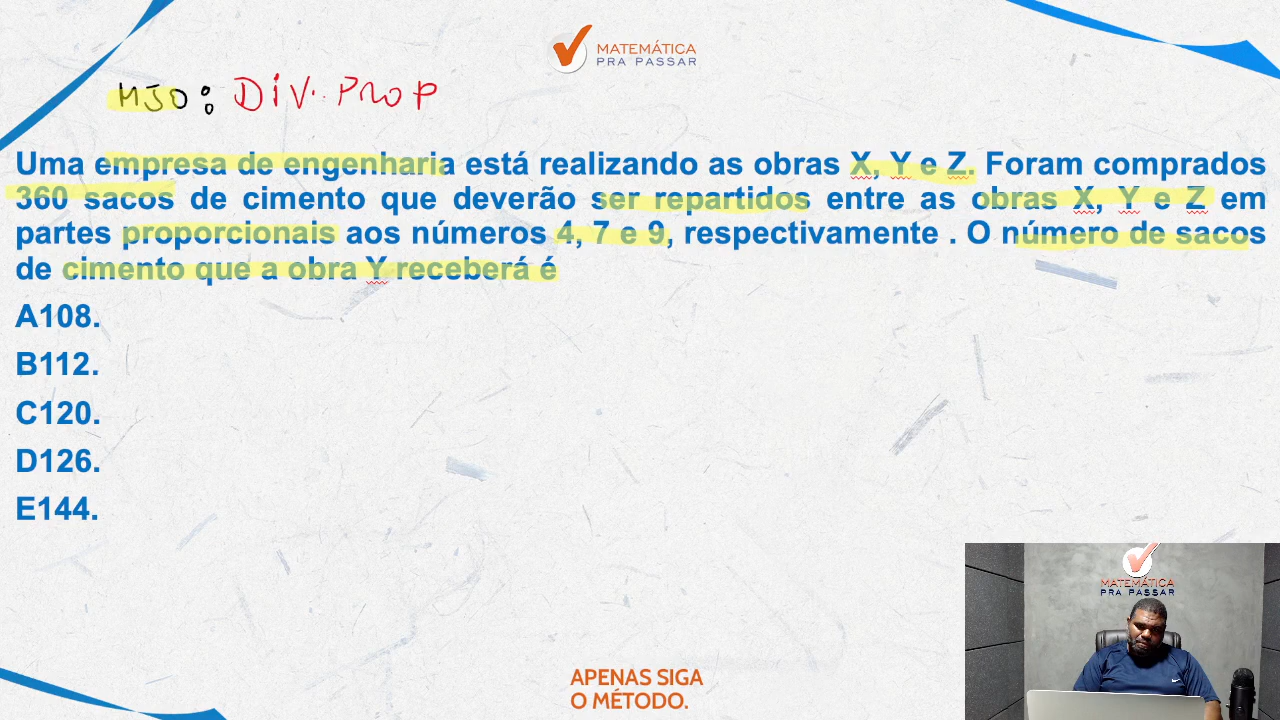 MATEMÁTICA
PRA PASSAR
MJO: DIV. PROP
Uma empresa de engenharia está realizando as obras X, Y e Z. Foram comprados
360 sacos de cimento que deverão ser repartidos entre as obras X, Y e Z em
partes proporcionais aos números 4, 7 e 9, respectivamente . O número de sacos
de cimento que a obra Y receberá é
A108.
B112.
C120.
D126.
E144.
MATEMÁTICA
PRA PASSAR
APENAS SIGA
O MÉTODO.